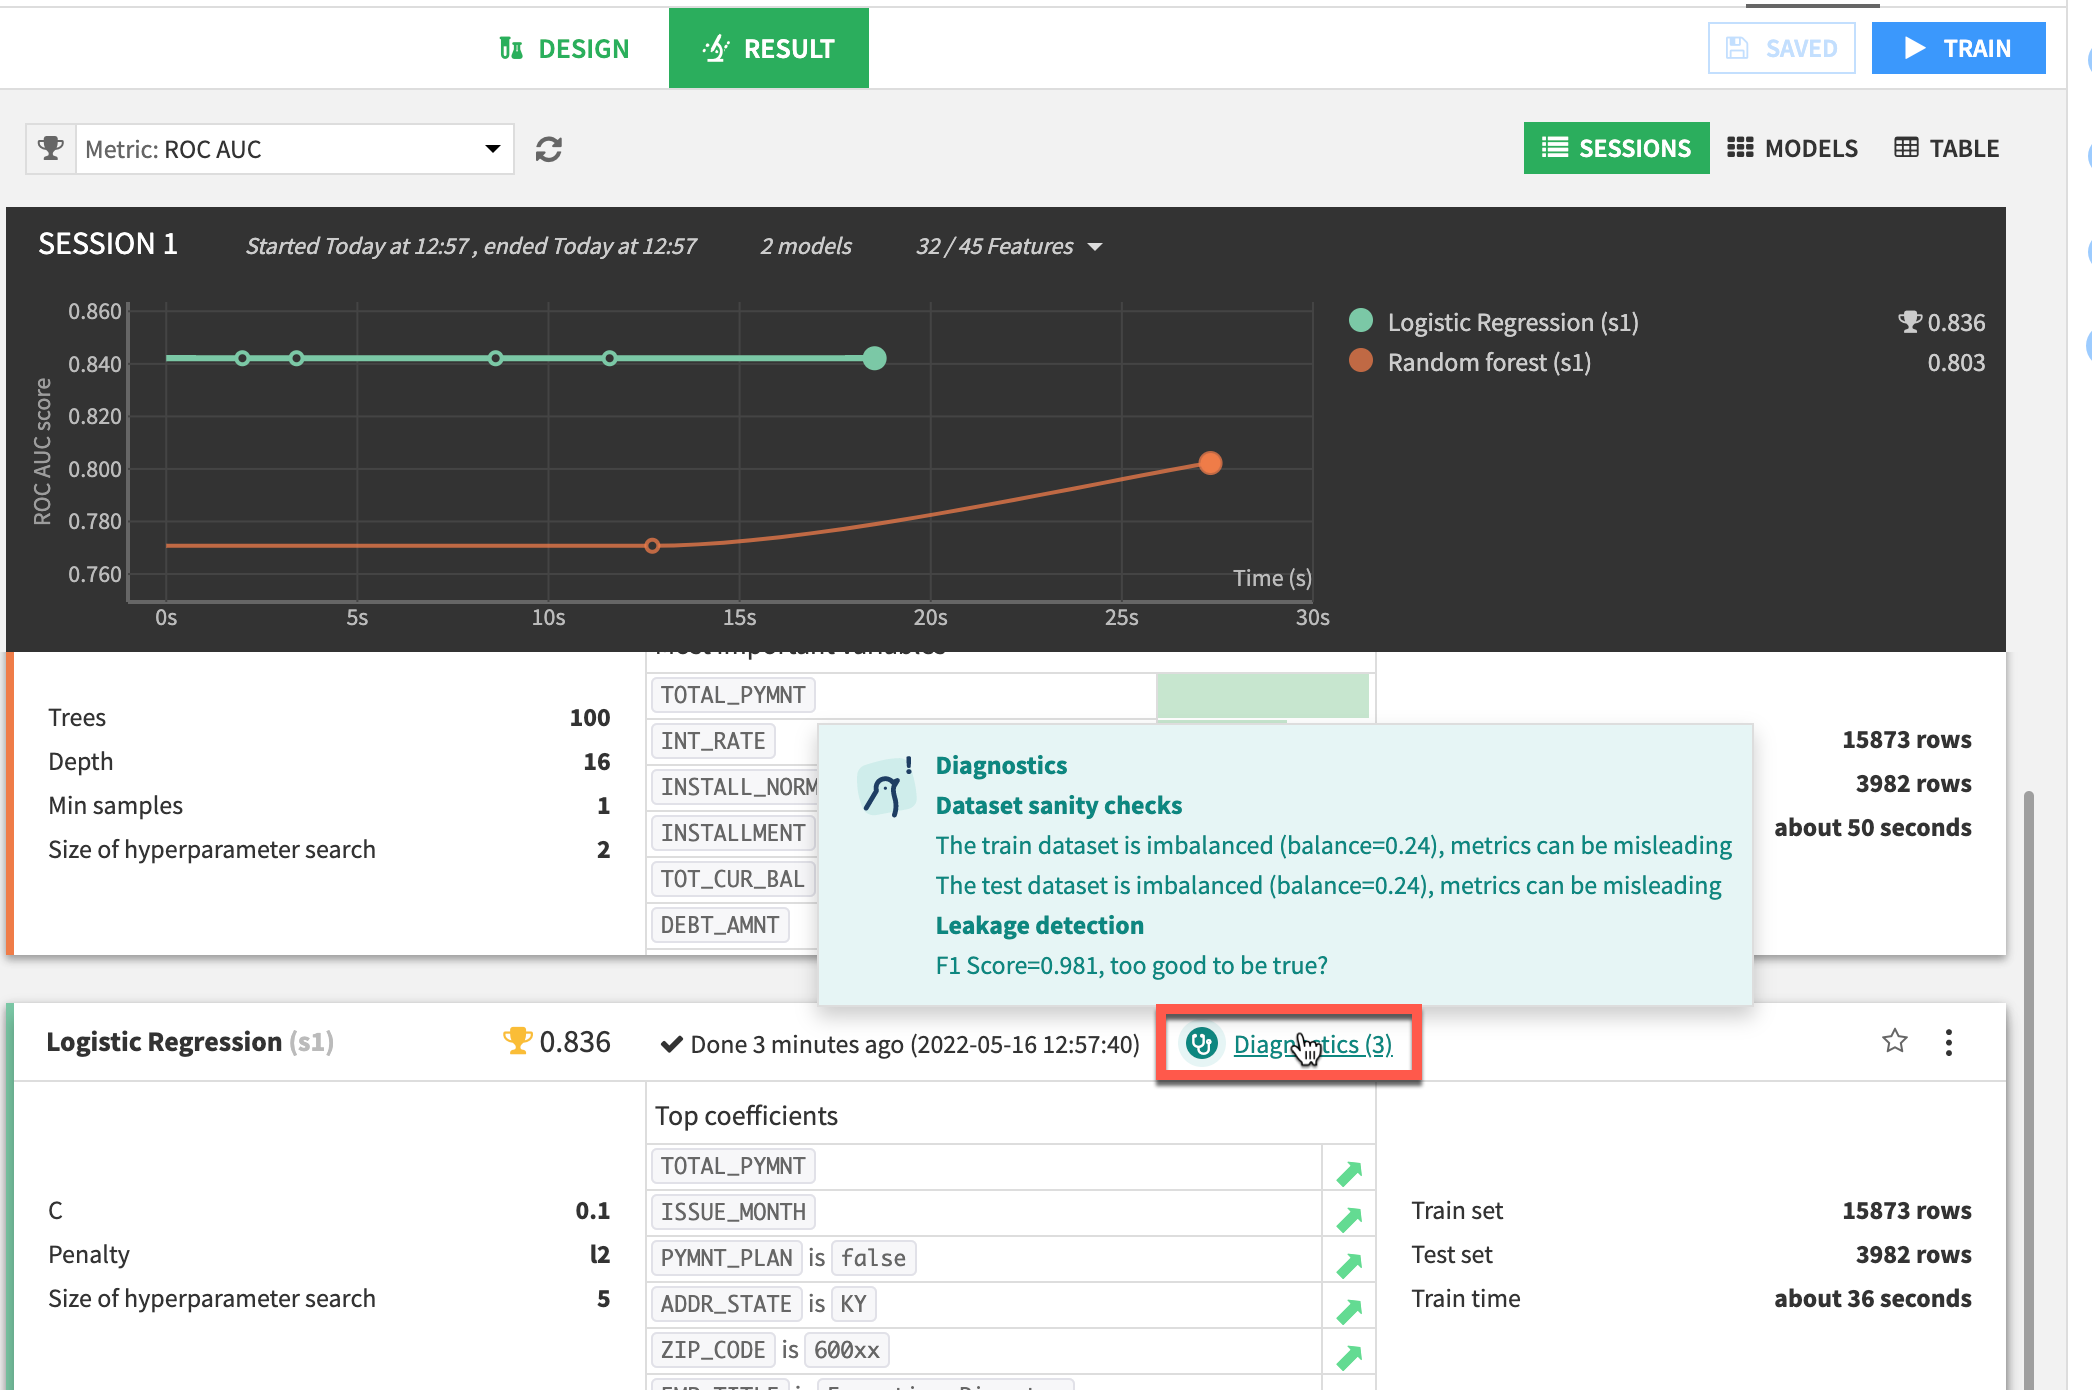 DESIGN
RESULT
SAVED
TRAIN
Metric: ROC AUC
SESSIONS
MODELS
TABLE
SESSION 1
Started Today at 12:57 , ended Today at 12:57
2 models
32 / 45 Features
0.860
0.840
0.820
0.800
0.780
0.760
ROC AUC score
0s
5s
10s
15s
20s
25s
30s
Time (s)
Logistic Regression (s1)
0.836
Random forest (s1)
0.803
Most important variables
Trees
100
Depth
16
Min samples
1
Size of hyperparameter search
2
TOTAL_PYMNT
INT_RATE
INSTALL_NORM
INSTALLMENT
TOT_CUR_BAL
DEBT_AMNT
15873 rows
3982 rows
about 50 seconds
!
Diagnostics
Dataset sanity checks
The train dataset is imbalanced (balance=0.24), metrics can be misleading
The test dataset is imbalanced (balance=0.24), metrics can be misleading
Leakage detection
F1 Score=0.981, too good to be true?
Logistic Regression (s1)
0.836
Done 3 minutes ago (2022-05-16 12:57:40)
Diagnostics (3)
C
0.1
Penalty
l2
Size of hyperparameter search
5
Top coefficients
TOTAL_PYMNT
ISSUE_MONTH
PYMNT_PLAN is false
ADDR_STATE is KY
ZIP_CODE is 600xx
Train set
15873 rows
Test set
3982 rows
Train time
about 36 seconds